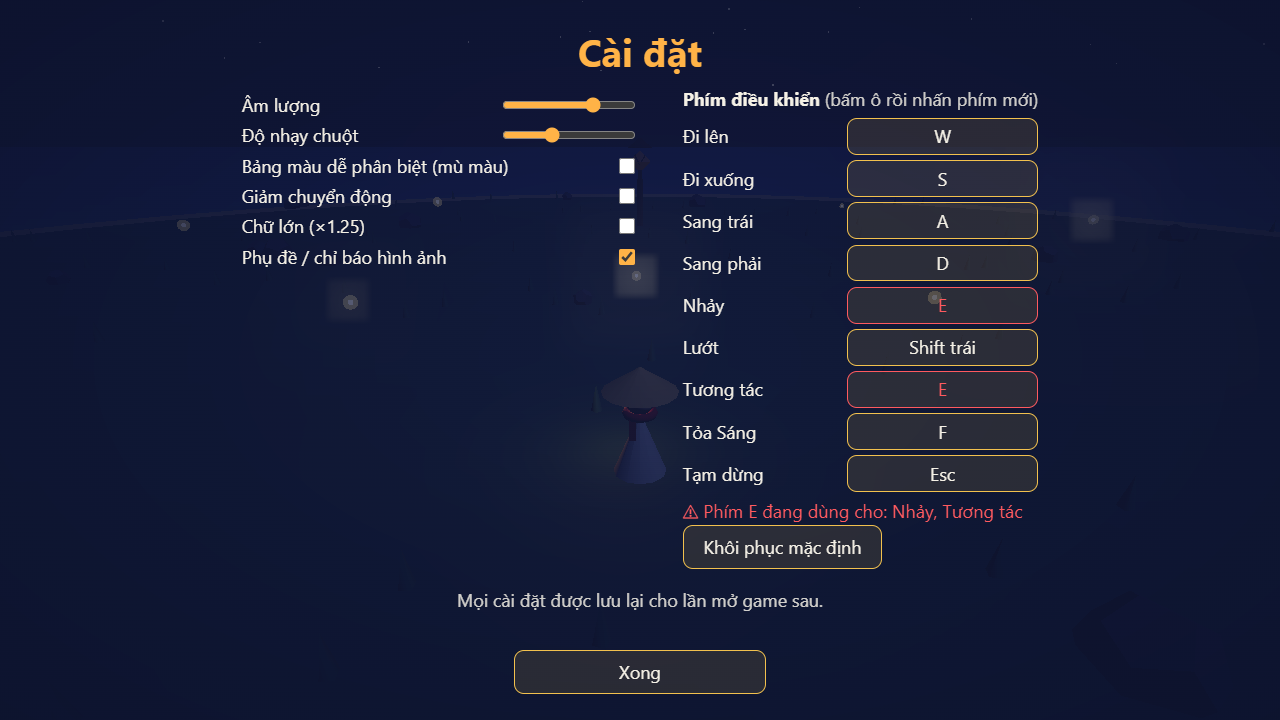 Cài đặt
Âm lượng
Độ nhạy chuột
Bảng màu dễ phân biệt (mù màu)
Giảm chuyển động
Chữ lớn (×1.25)
Phụ đề / chỉ báo hình ảnh
Phím điều khiển (bấm ô rồi nhấn phím mới)
Đi lên W
Đi xuống S
Sang trái A
Sang phải D
Nhảy E
Lướt Shift trái
Tương tác E
Tỏa Sáng F
Tạm dừng Esc
⚠ Phím E đang dùng cho: Nhảy, Tương tác
Khôi phục mặc định
Mọi cài đặt được lưu lại cho lần mở game sau.
Xong